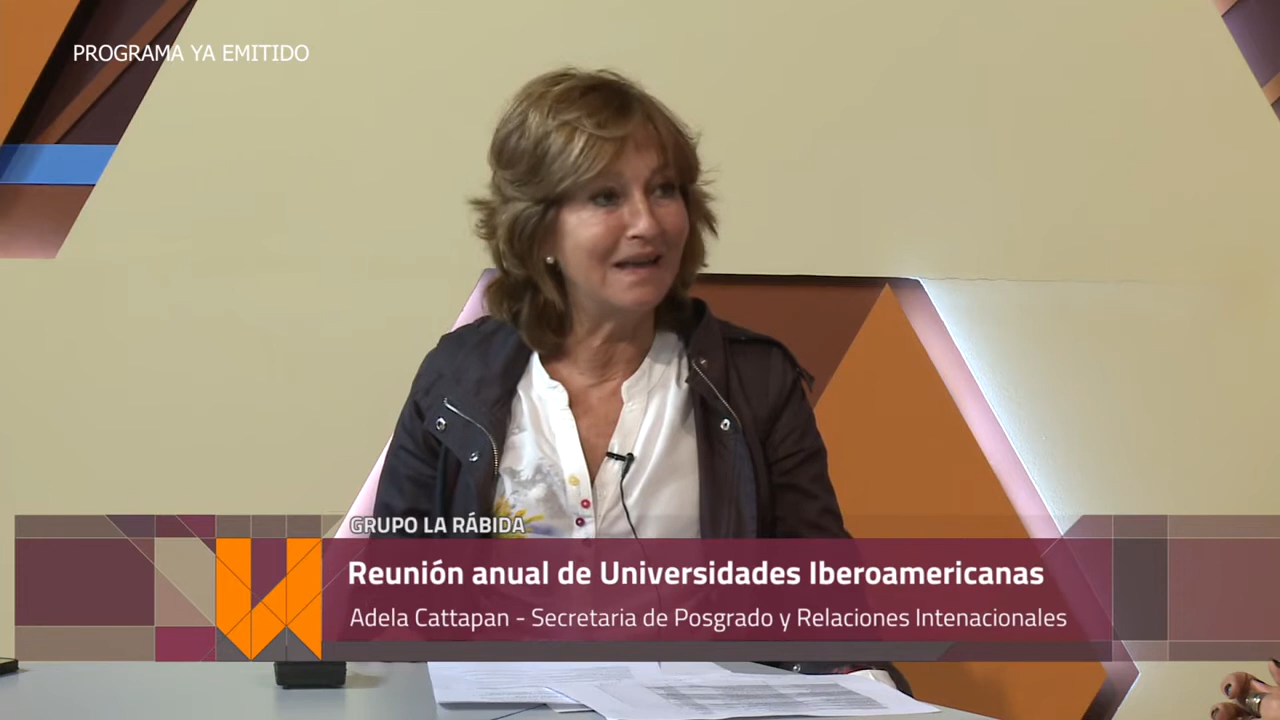 PROGRAMA YA EMITIDO
GRUPO LA RÁBIDA
Reunión anual de Universidades Iberoamericanas
Adela Cattapan - Secretaria de Posgrado y Relaciones Intenacionales